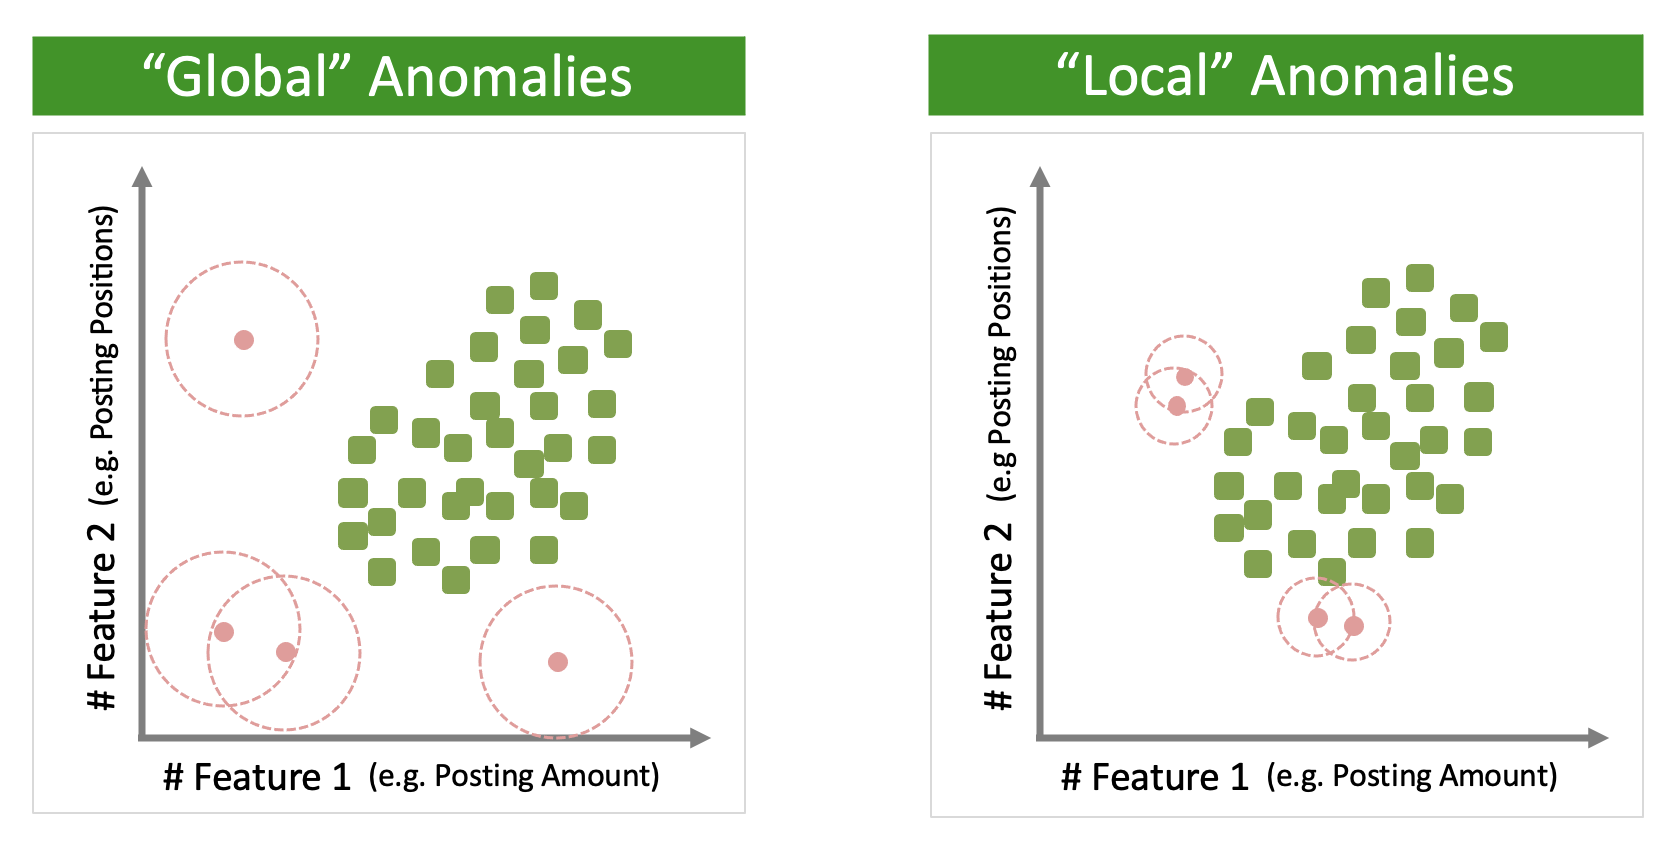 “Global” Anomalies
# Feature 2 (e.g. Posting Positions)
# Feature 1 (e.g. Posting Amount)
“Local” Anomalies
# Feature 2 (e.g Posting Positions)
# Feature 1 (e.g. Posting Amount)